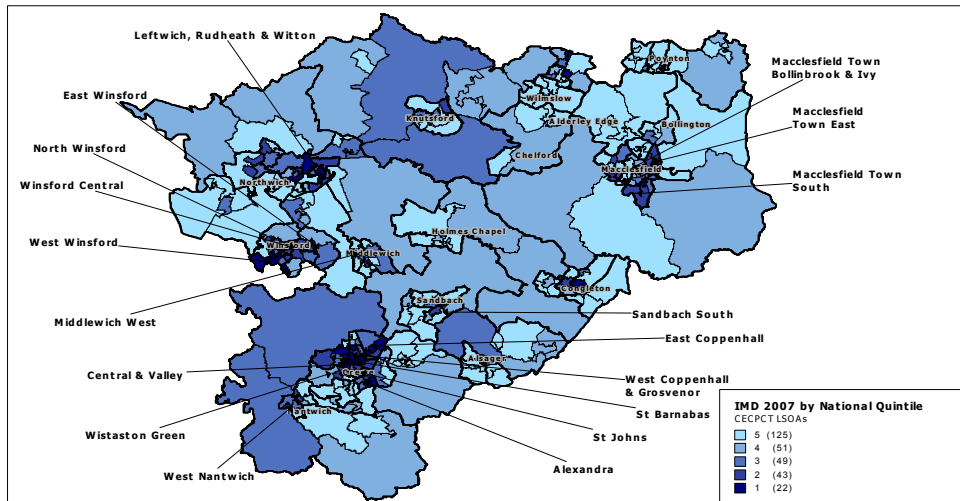 Leftwich, Rudheath & Witton
East Winsford
North Winsford
Winsford Central
West Winsford
Middlewich West
Central & Valley
Wistaston Green
West Nantwich
Macclesfield Town
Bollinbrook & Ivy
Macclesfield
Town East
Macclesfield Town
South
Sandbach South
East Coppenhall
West Coppenhall
& Grosvenor
St Barnabas
St Johns
Alexandra
Poynton
Wilmslow
Knutsford
Alderley Edge
Bollington
Chelford
Macclesfield
Northwich
Holmes Chapel
Winsford
Middlewich
Sandbach
Congleton
Alsager
Crewe
Nantwich
IMD 2007 by National Quintile
CECPCT LSOAs
5 (125)
4 (51)
3 (49)
2 (43)
1 (22)